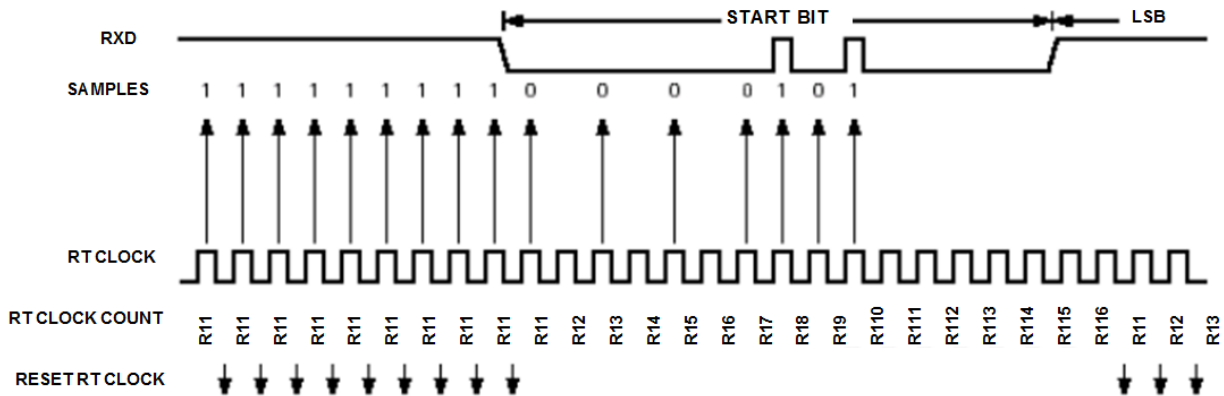 START BIT LSB
RXD
SAMPLES 1 1 1 1 1 1 1 1 1 0 0 0 0 1 0 1
RT CLOCK
RT CLOCK COUNT R11 R11 R11 R11 R11 R11 R11 R11 R11 R11 R12 R13 R14 R15 R16 R17 R18 R19 R110 R111 R112 R113 R114 R115 R116 R11 R12 R13
RESET RT CLOCK